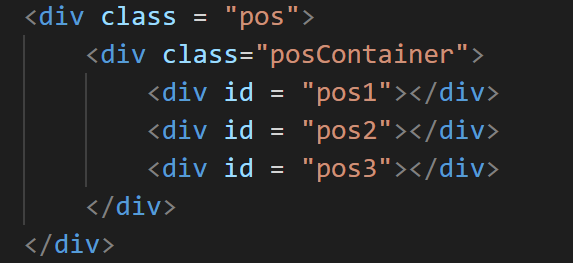 <div class = "pos">
<div class="posContainer">
<div id = "pos1"></div>
<div id = "pos2"></div>
<div id = "pos3"></div>
</div>
</div>